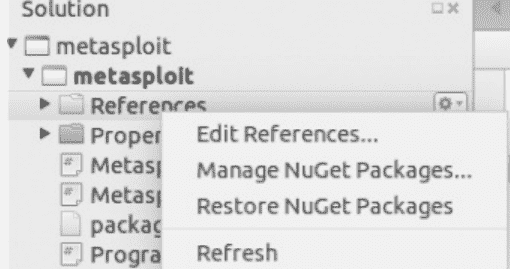 Solution
metasploit
metasploit
References
Proper
Edit References...
Metasp
Manage NuGet Packages...
Metasp
Restore NuGet Packages
packag
Progra
Refresh